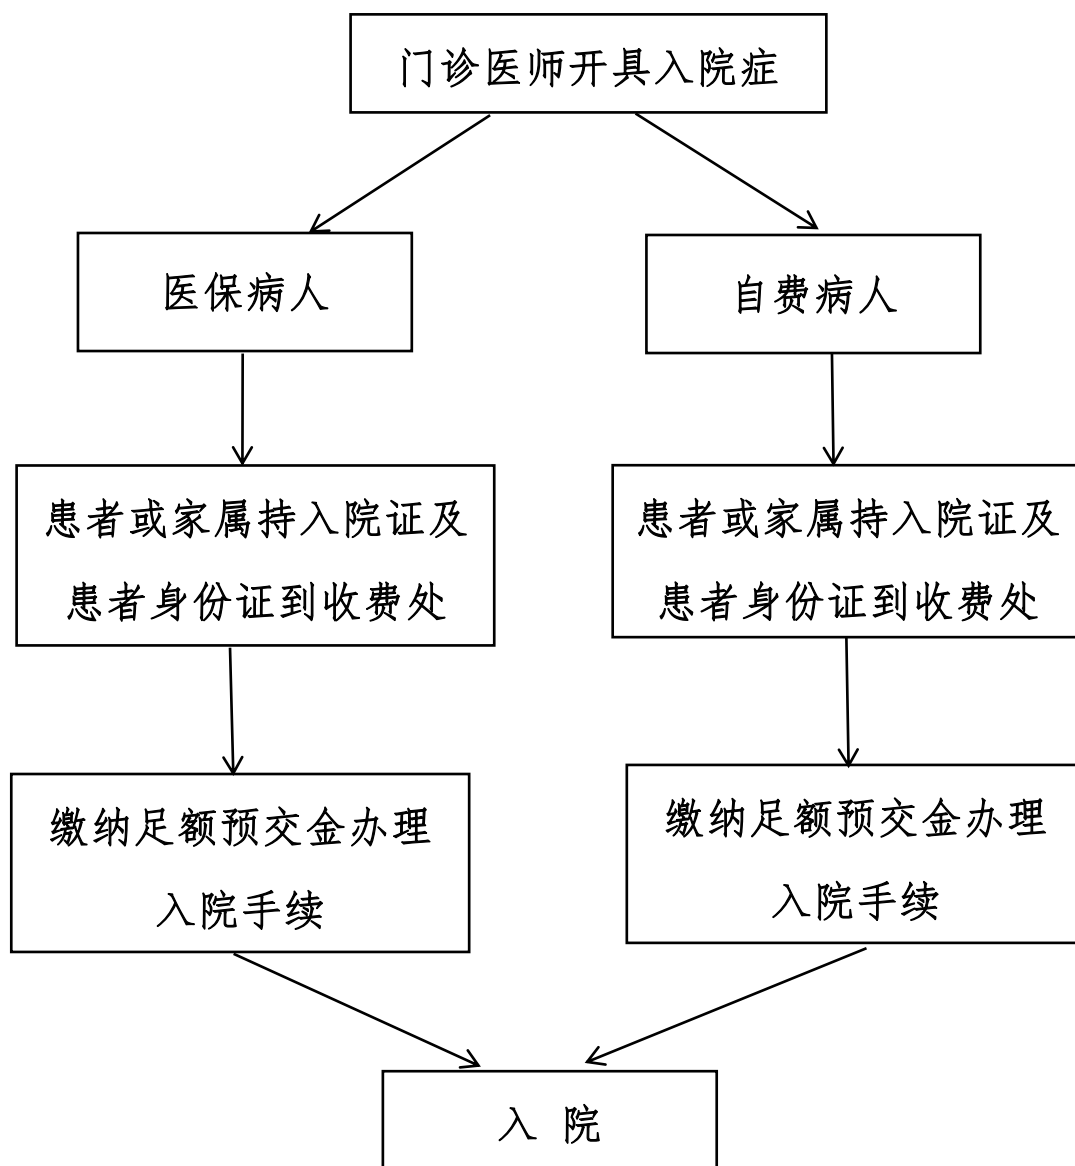 门诊医师开具入院症
医保病人
自费病人
患者或家属持入院证及
患者身份证到收费处
患者或家属持入院证及
患者身份证到收费处
缴纳足额预交金办理
入院手续
缴纳足额预交金办理
入院手续
入 院